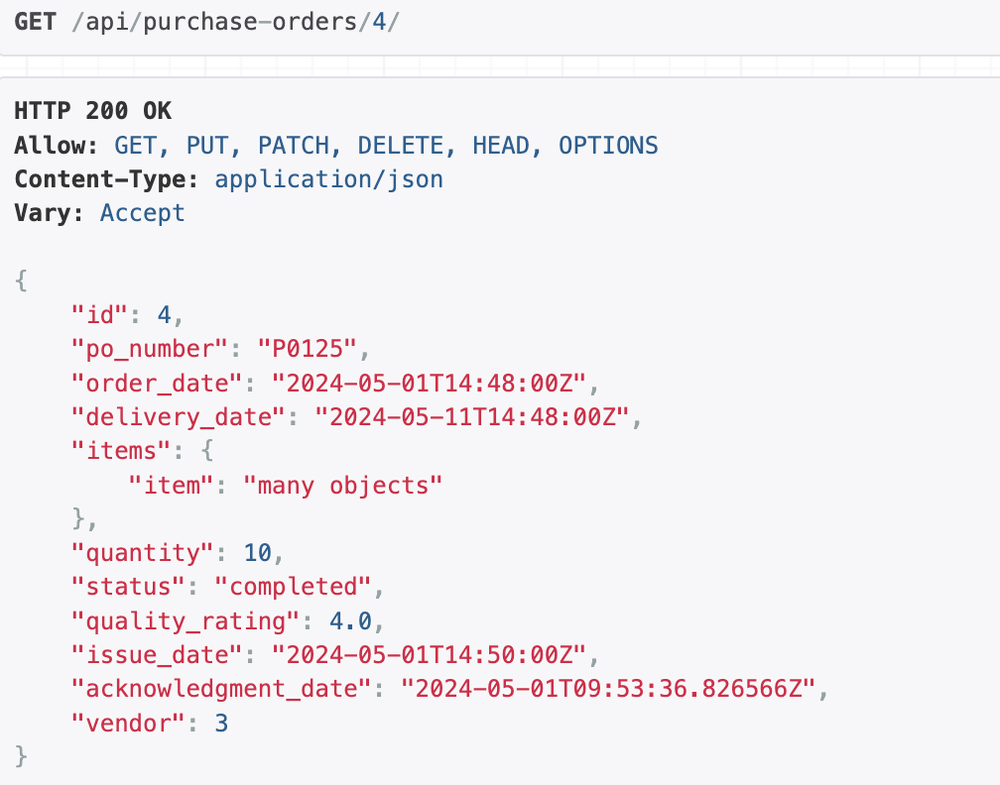 GET /api/purchase-orders/4/
HTTP 200 OK
Allow: GET, PUT, PATCH, DELETE, HEAD, OPTIONS
Content-Type: application/json
Vary: Accept
{
    "id": 4,
    "po_number": "P0125",
    "order_date": "2024-05-01T14:48:00Z",
    "delivery_date": "2024-05-11T14:48:00Z",
    "items": {
        "item": "many objects"
    },
    "quantity": 10,
    "status": "completed",
    "quality_rating": 4.0,
    "issue_date": "2024-05-01T14:50:00Z",
    "acknowledgment_date": "2024-05-01T09:53:36.826566Z",
    "vendor": 3
}